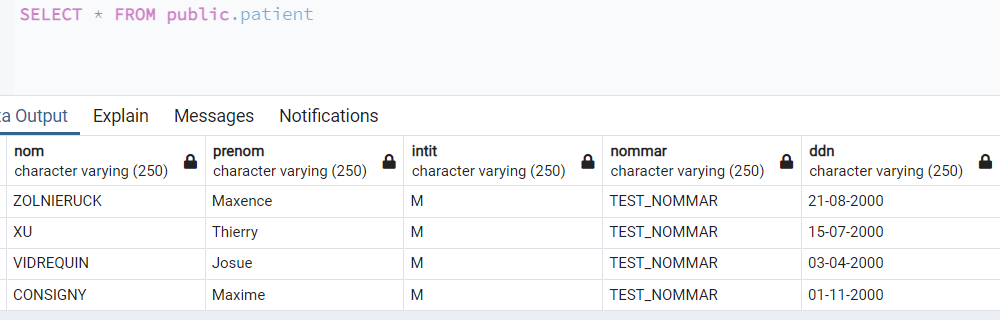 SELECT * FROM public.patient
ta Output Explain Messages Notifications
nom prenom intit nommar ddn
character varying (250) character varying (250) character varying (250) character varying (250) character varying (250)
ZOLNIERUCK Maxence M TEST_NOMMAR 21-08-2000
XU Thierry M TEST_NOMMAR 15-07-2000
VIDREQUIN Josue M TEST_NOMMAR 03-04-2000
CONSIGNY Maxime M TEST_NOMMAR 01-11-2000